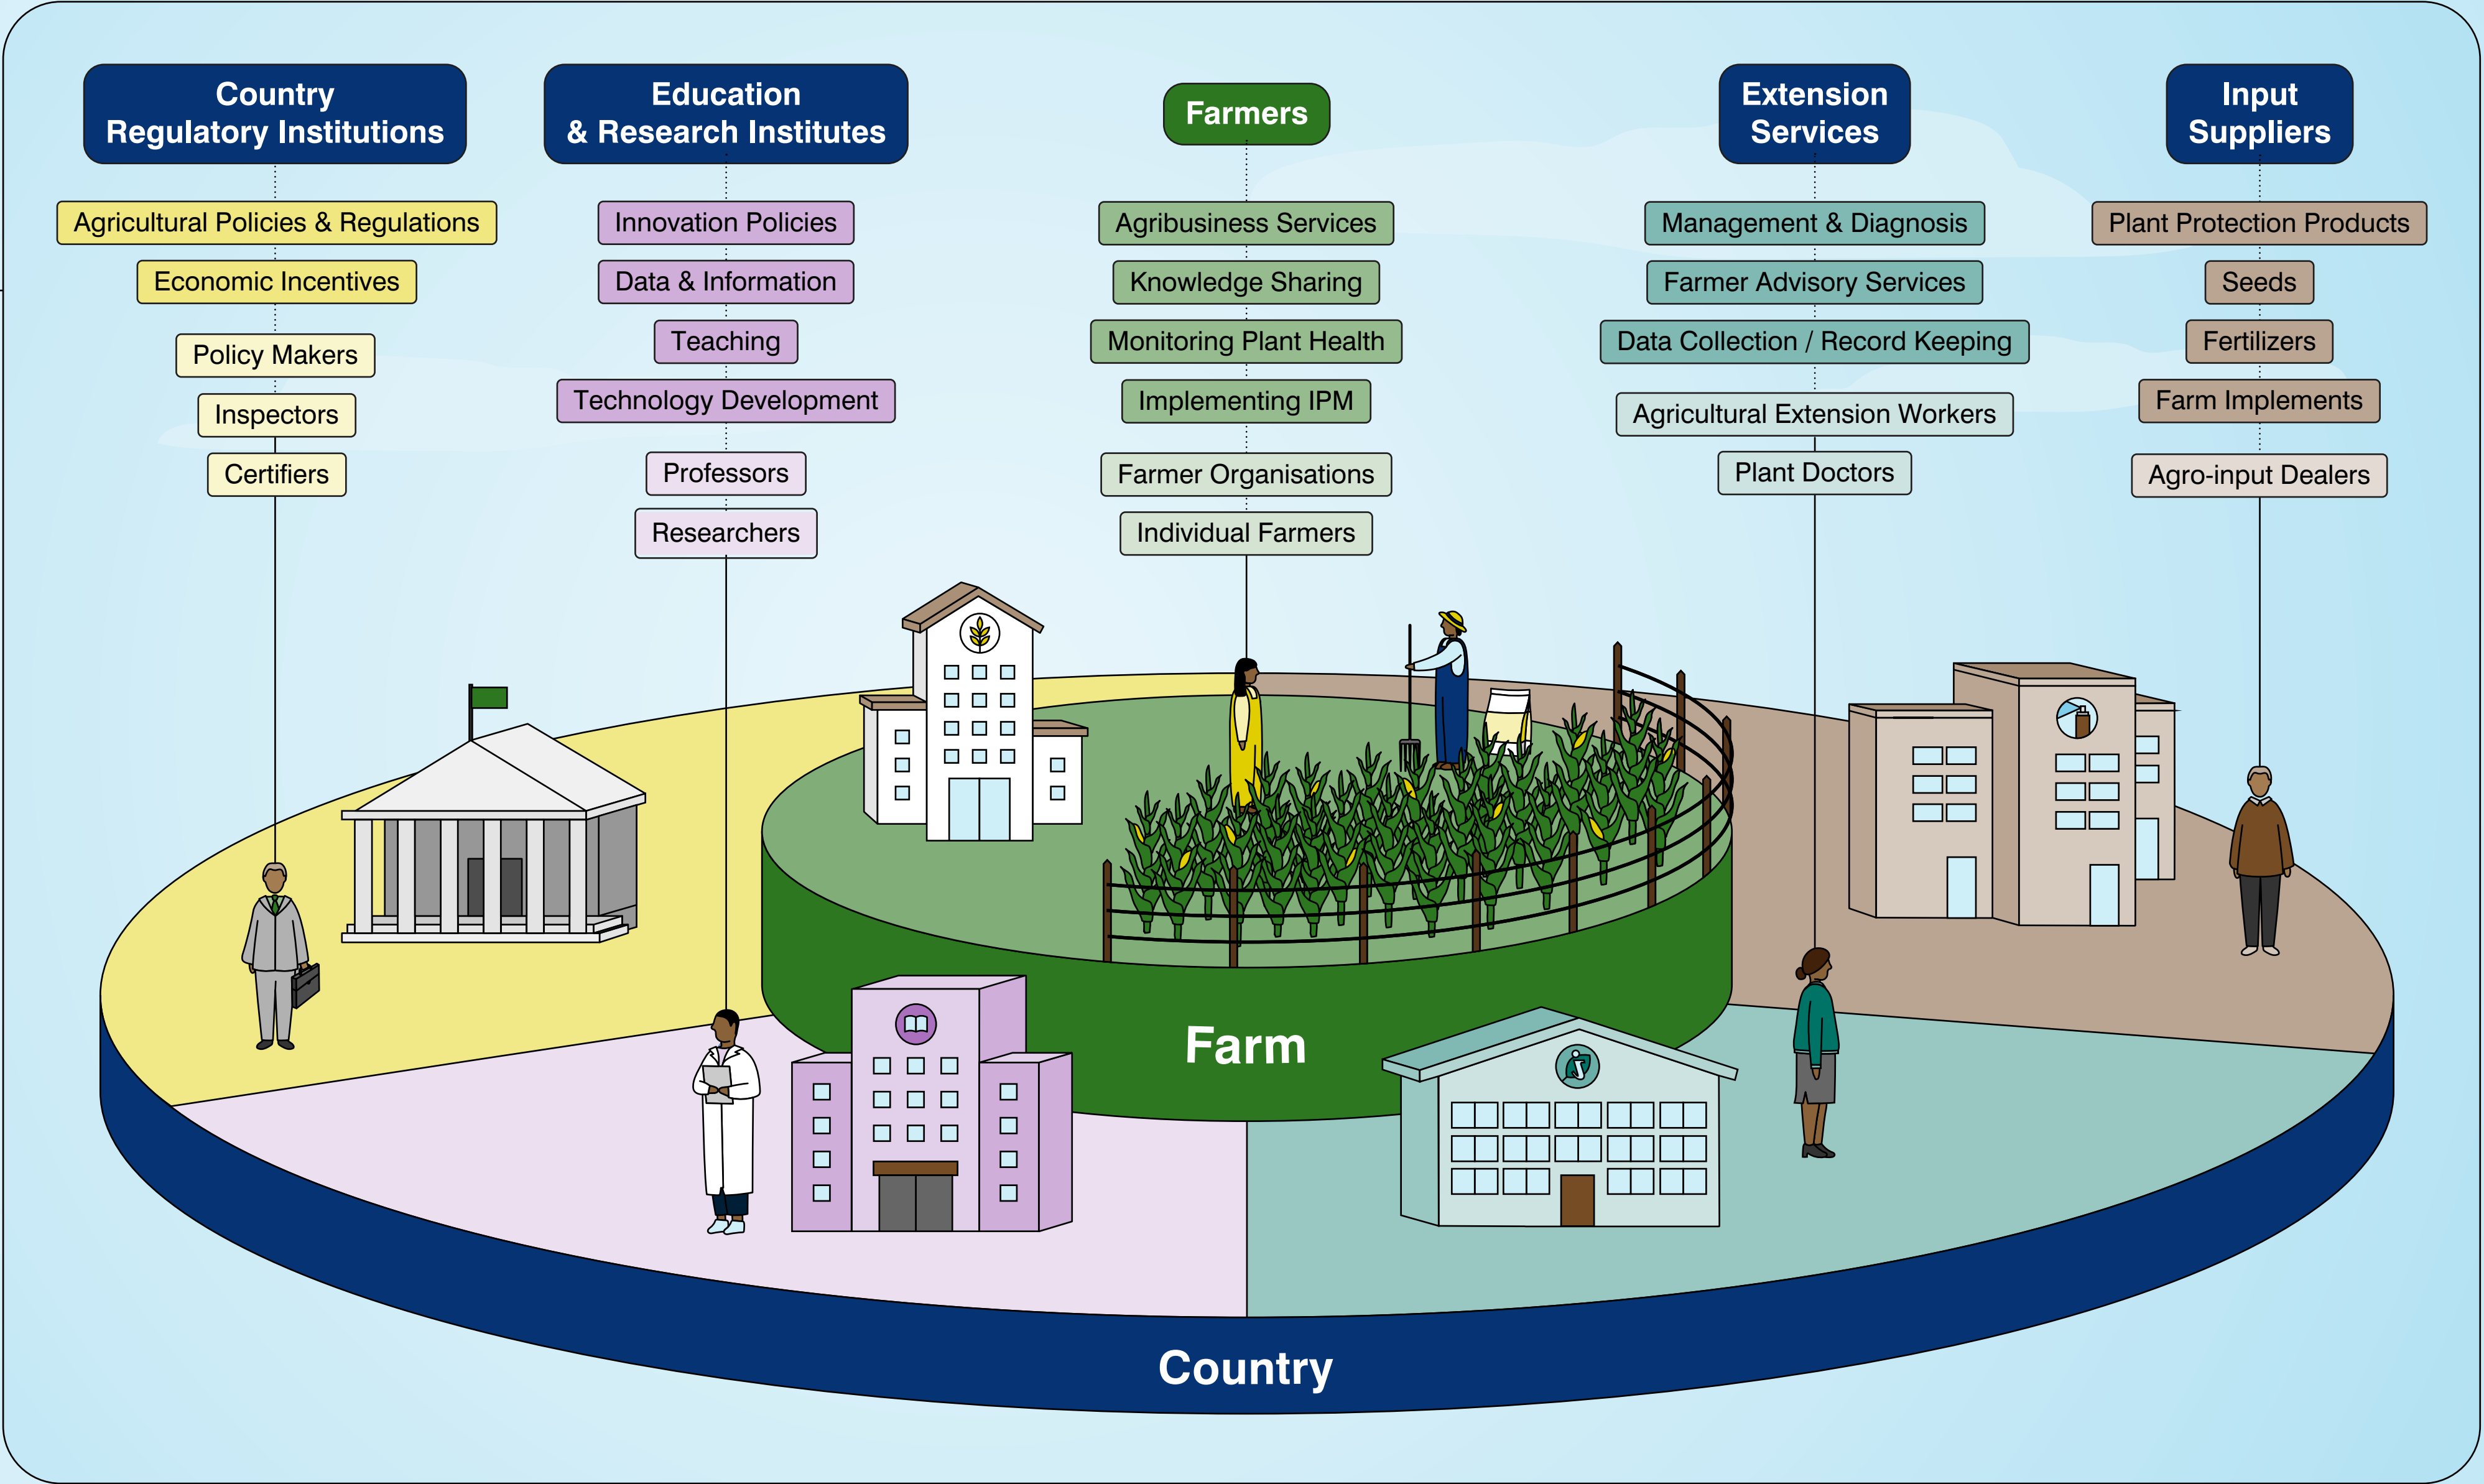 Country
Regulatory Institutions
Agricultural Policies & Regulations
Economic Incentives
Policy Makers
Inspectors
Certifiers
Education
& Research Institutes
Innovation Policies
Data & Information
Teaching
Technology Development
Professors
Researchers
Farmers
Agribusiness Services
Knowledge Sharing
Monitoring Plant Health
Implementing IPM
Farmer Organisations
Individual Farmers
Extension
Services
Management & Diagnosis
Farmer Advisory Services
Data Collection / Record Keeping
Agricultural Extension Workers
Plant Doctors
Input
Suppliers
Plant Protection Products
Seeds
Fertilizers
Farm Implements
Agro-input Dealers
Farm
Country